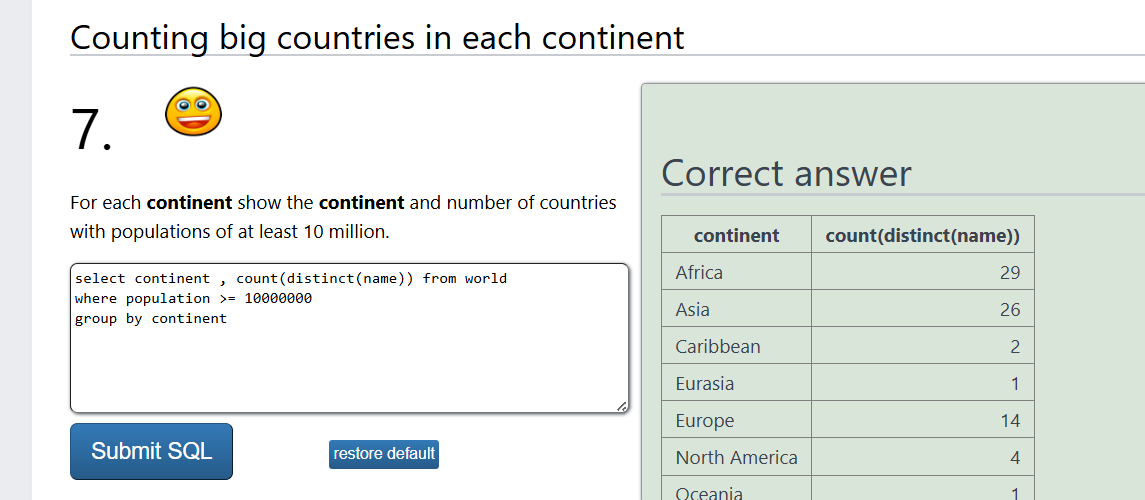 Counting big countries in each continent
7.
For each continent show the continent and number of countries
with populations of at least 10 million.
select continent , count(distinct(name)) from world
where population >= 10000000
group by continent
Submit SQL
restore default
Correct answer
continent count(distinct(name))
Africa 29
Asia 26
Caribbean 2
Eurasia 1
Europe 14
North America 4
Oceania 1